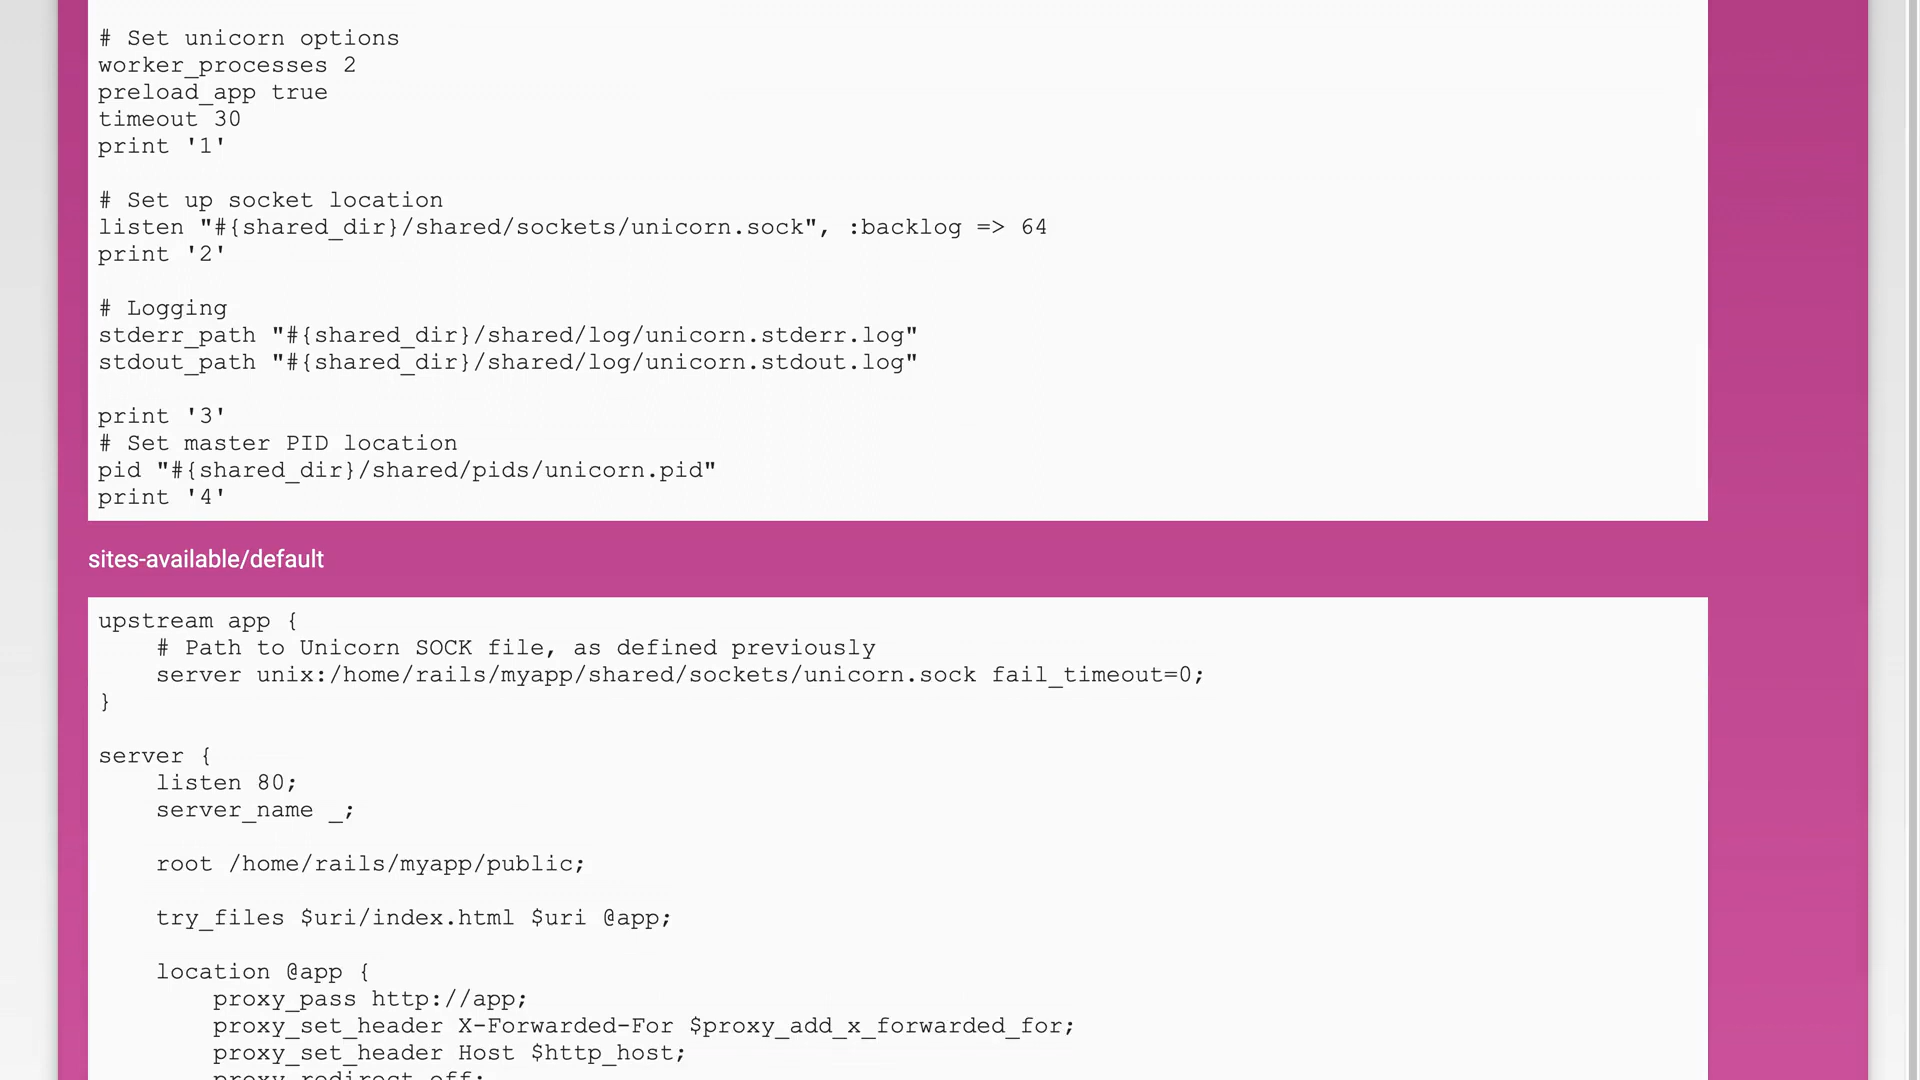 # Set unicorn options
worker_processes 2
preload_app true
timeout 30
print '1'
# Set up socket location
listen "#{shared_dir}/shared/sockets/unicorn.sock", :backlog => 64
print '2'
# Logging
stderr_path "#{shared_dir}/shared/log/unicorn.stderr.log"
stdout_path "#{shared_dir}/shared/log/unicorn.stdout.log"
print '3'
# Set master PID location
pid "#{shared_dir}/shared/pids/unicorn.pid"
print '4'
sites-available/default
upstream app {
    # Path to Unicorn SOCK file, as defined previously
    server unix:/home/rails/myapp/shared/sockets/unicorn.sock fail_timeout=0;
}
server {
    listen 80;
    server_name _;
    root /home/rails/myapp/public;
    try_files $uri/index.html $uri @app;
    location @app {
        proxy_pass http://app;
        proxy_set_header X-Forwarded-For $proxy_add_x_forwarded_for;
        proxy_set_header Host $http_host;
        proxy_redirect off;